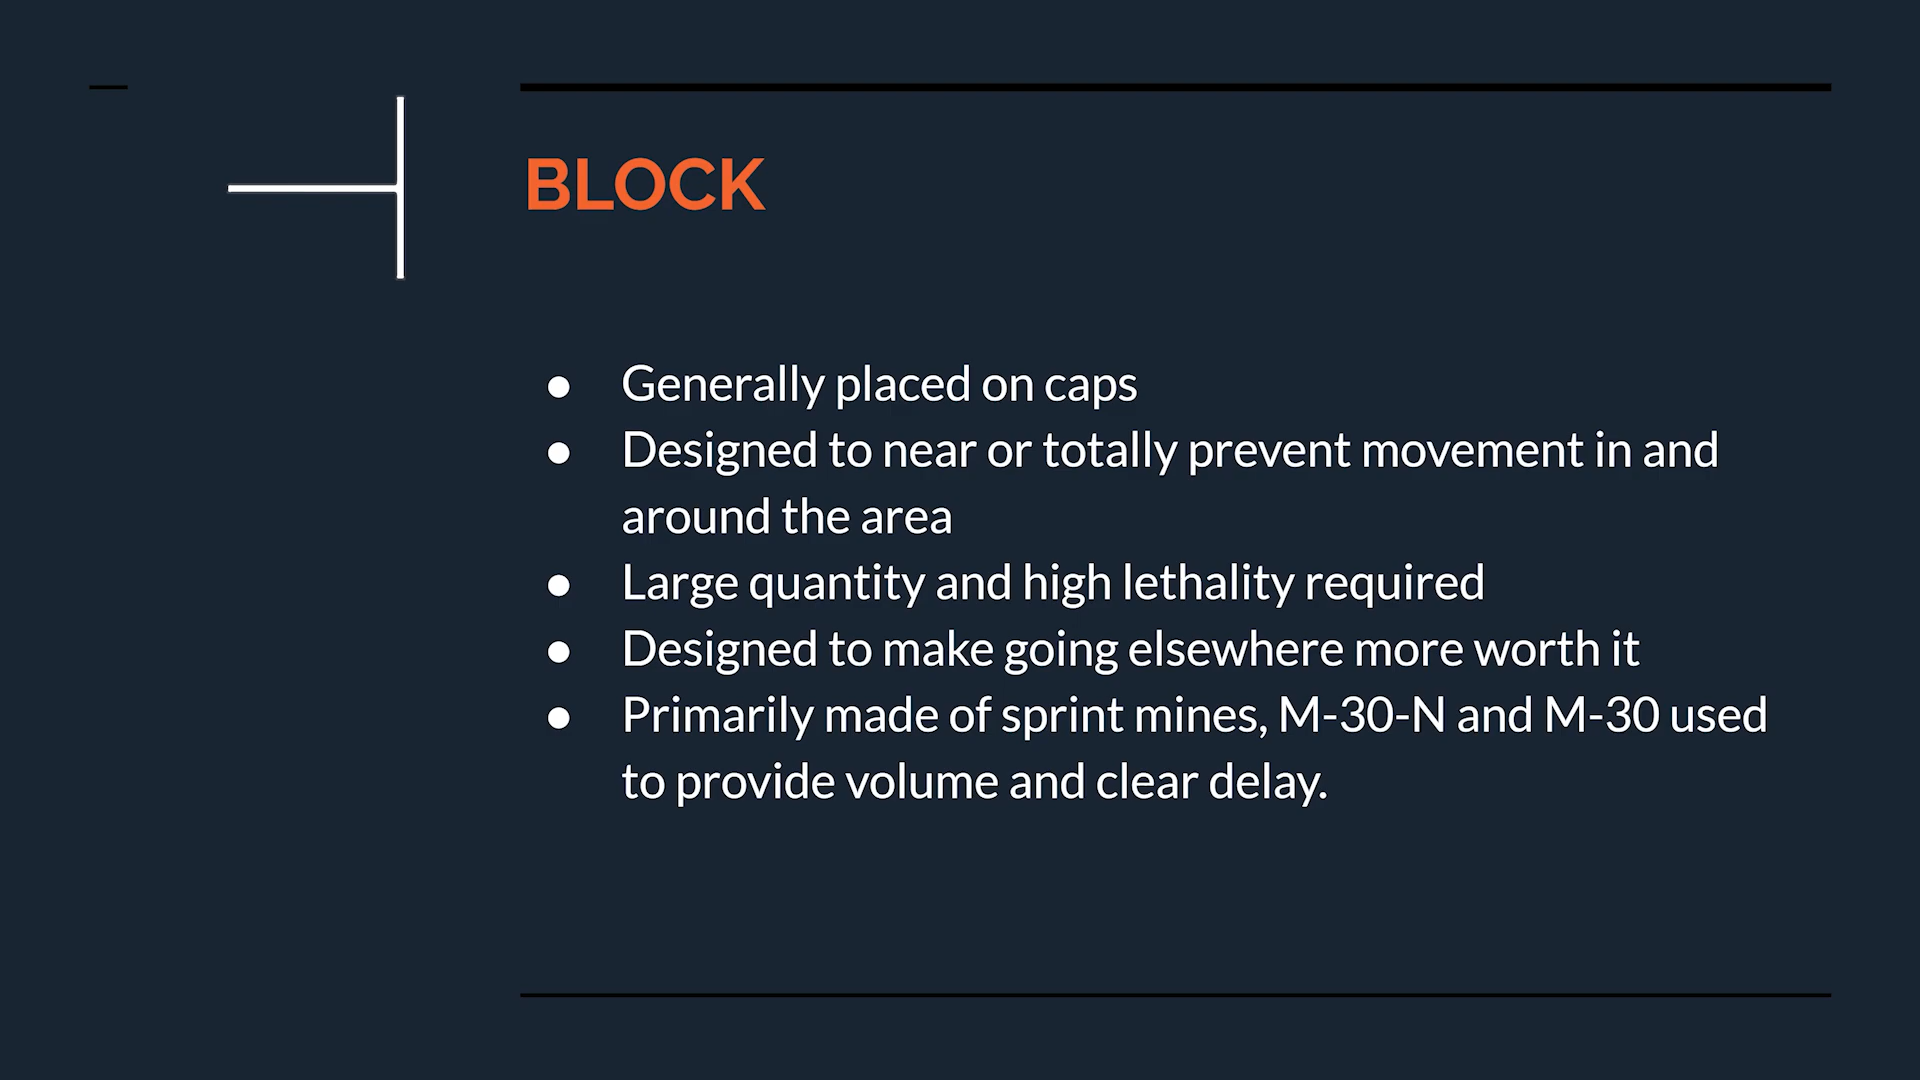 BLOCK
● Generally placed on caps
● Designed to near or totally prevent movement in and
around the area
● Large quantity and high lethality required
● Designed to make going elsewhere more worth it
● Primarily made of sprint mines, M-30-N and M-30 used
to provide volume and clear delay.